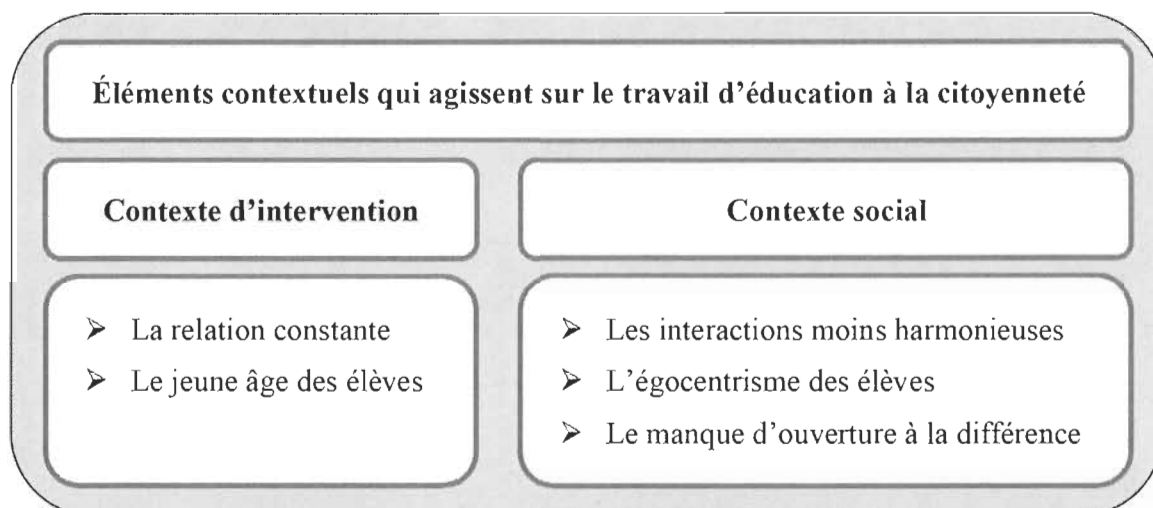 Éléments contextuels qui agissent sur le travail d'éducation à la citoyenneté
Contexte d'intervention
Contexte social
➢ La relation constante
➢ Le jeune âge des élèves
➢ Les interactions moins harmonieuses
➢ L'égocentrisme des élèves
➢ Le manque d'ouverture à la différence